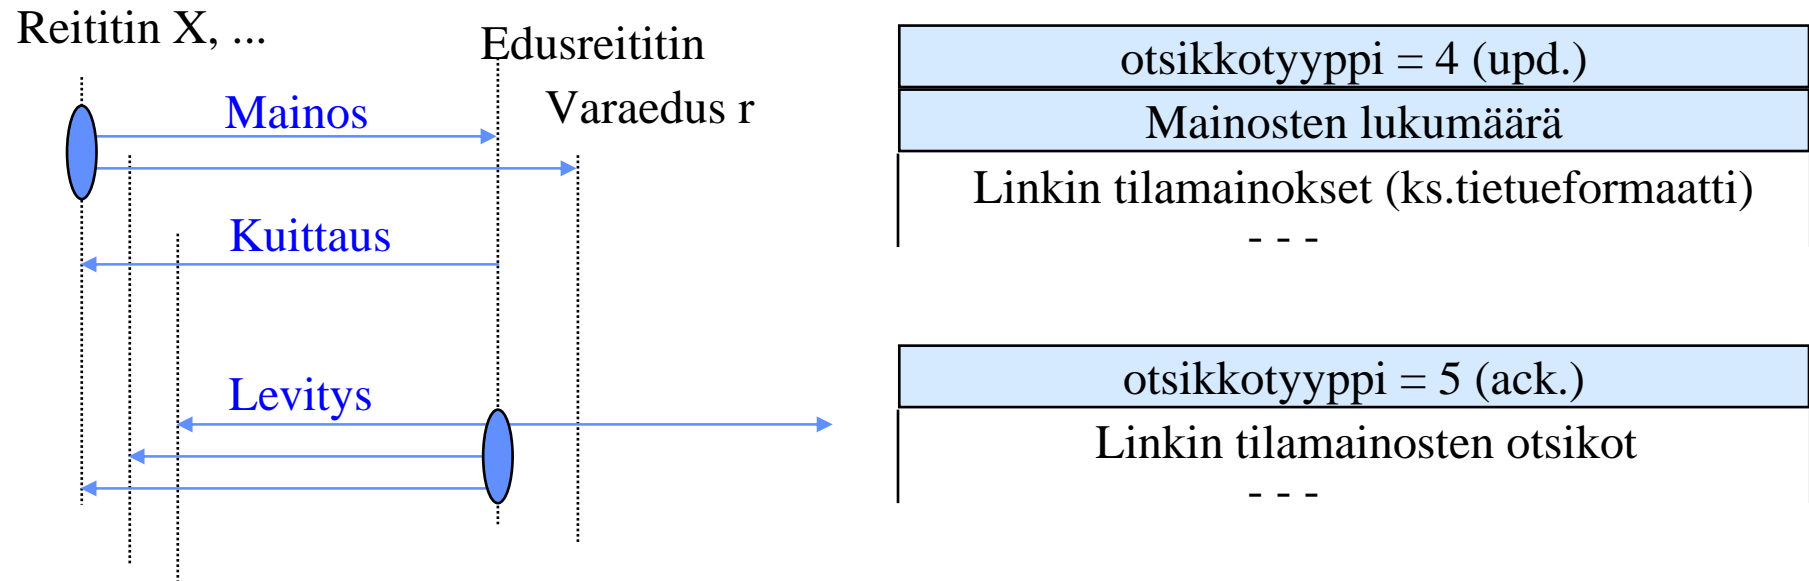 Reititin X, ...
Edusreititin
Varaedus r
Mainos
Kuittaus
Levitys
otsikkotyyppi = 4 (upd.)
Mainosten lukumäärä
Linkin tilamainokset (ks.tietueformaatti)
- - -
otsikkotyyppi = 5 (ack.)
Linkin tilamainosten otsikot
- - -